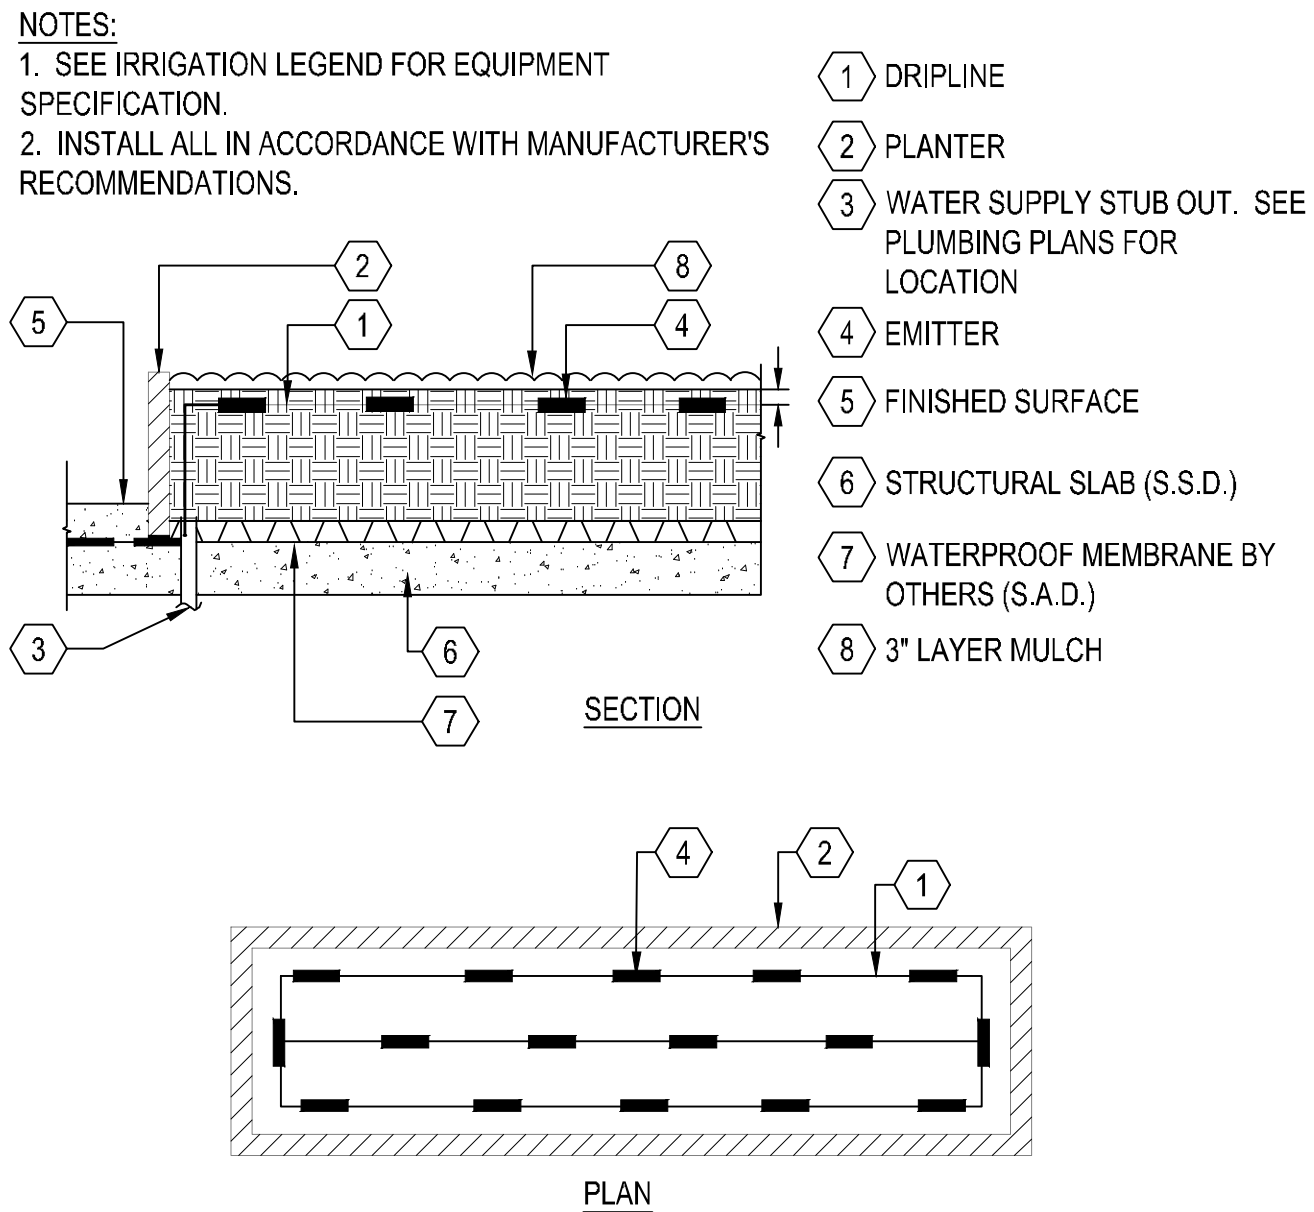 NOTES:
1. SEE IRRIGATION LEGEND FOR EQUIPMENT
SPECIFICATION.
2. INSTALL ALL IN ACCORDANCE WITH MANUFACTURER'S
RECOMMENDATIONS.
1 DRIPLINE
2 PLANTER
3 WATER SUPPLY STUB OUT. SEE
PLUMBING PLANS FOR
LOCATION
4 EMITTER
5 FINISHED SURFACE
6 STRUCTURAL SLAB (S.S.D.)
7 WATERPROOF MEMBRANE BY
OTHERS (S.A.D.)
8 3" LAYER MULCH
2
8
5
1
4
3
6
7
SECTION
4
2
1
PLAN